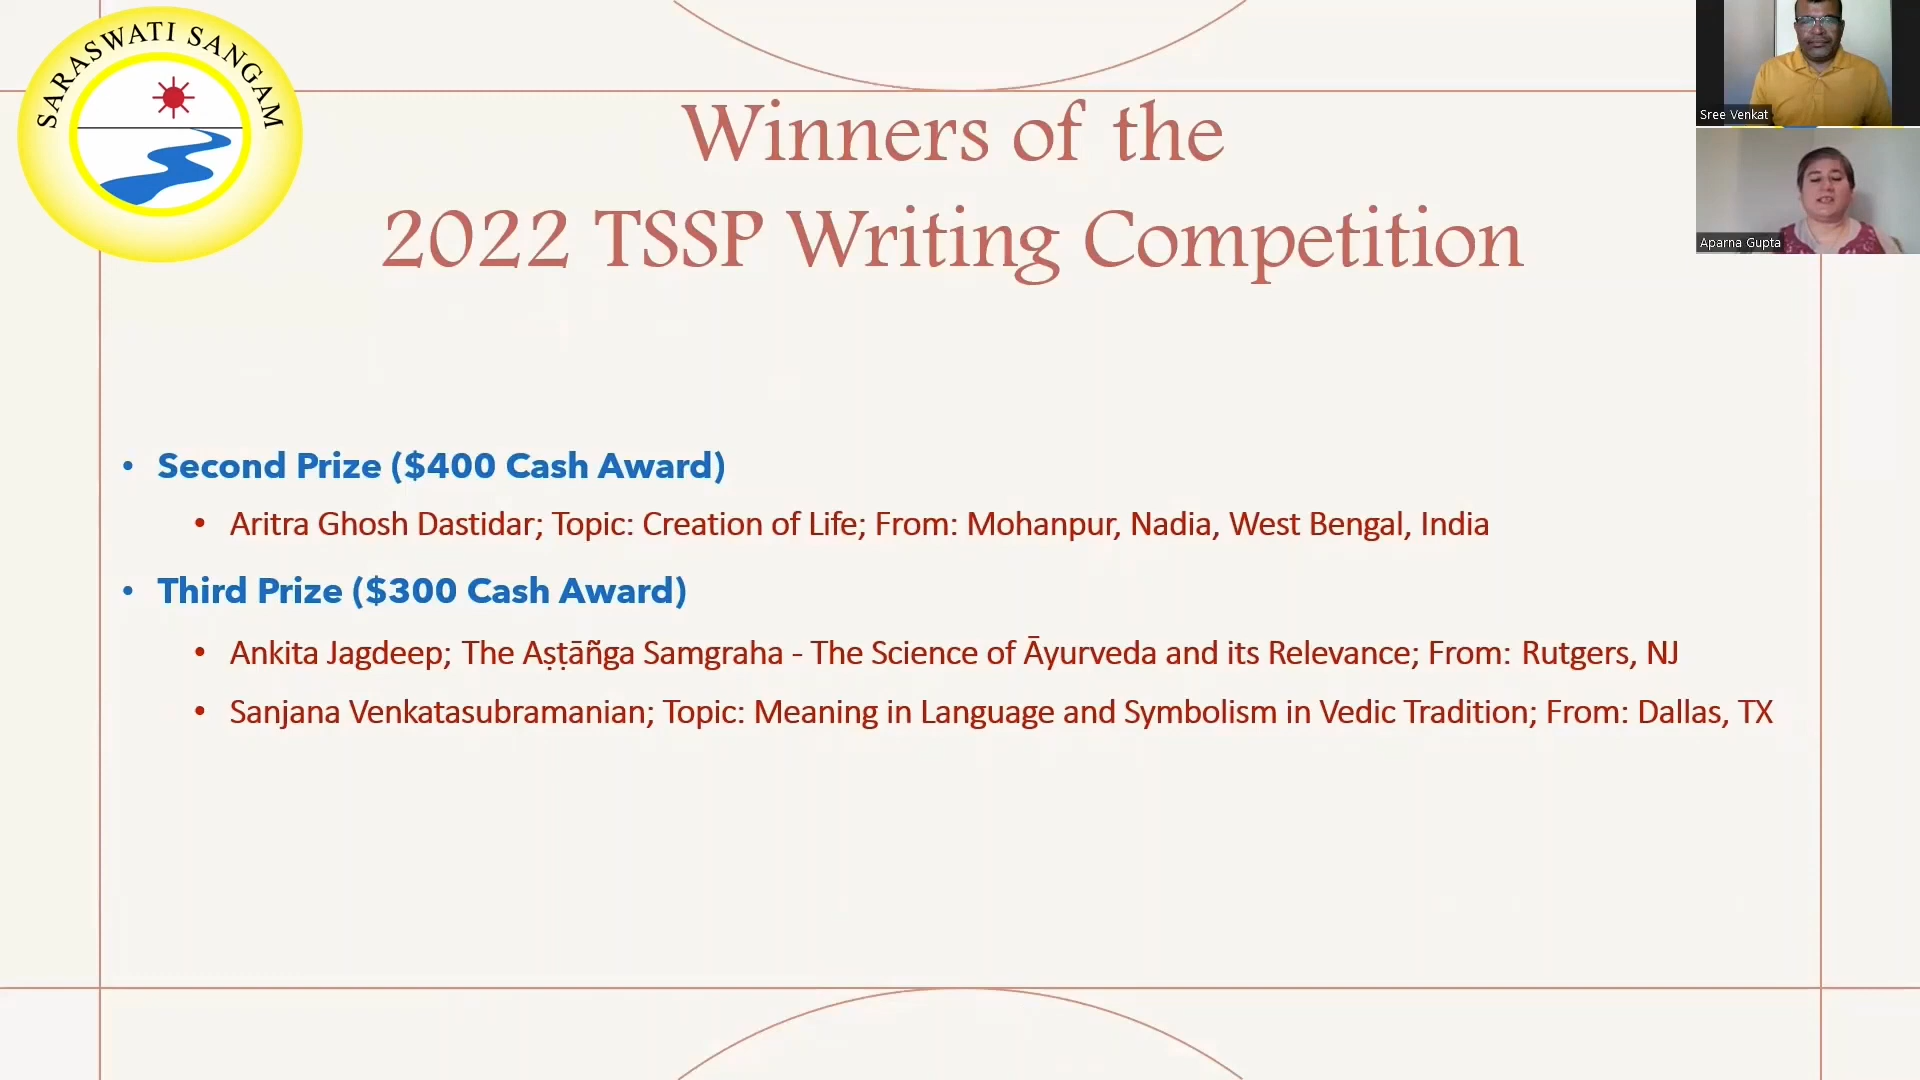 SARASWATI SANGAM
Winners of the
2022 TSSP Writing Competition
Sree Venkat
Aparna Gupta
• Second Prize ($400 Cash Award)
• Aritra Ghosh Dastidar; Topic: Creation of Life; From: Mohanpur, Nadia, West Bengal, India
• Third Prize ($300 Cash Award)
• Ankita Jagdeep; The Aṣṭāñga Samgraha - The Science of Āyurveda and its Relevance; From: Rutgers, NJ
• Sanjana Venkatasubramanian; Topic: Meaning in Language and Symbolism in Vedic Tradition; From: Dallas, TX